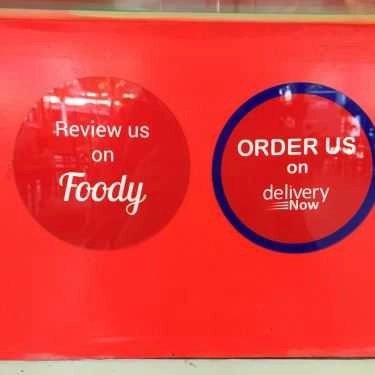 Review us
on
Foody
ORDER US
on
delivery
Now